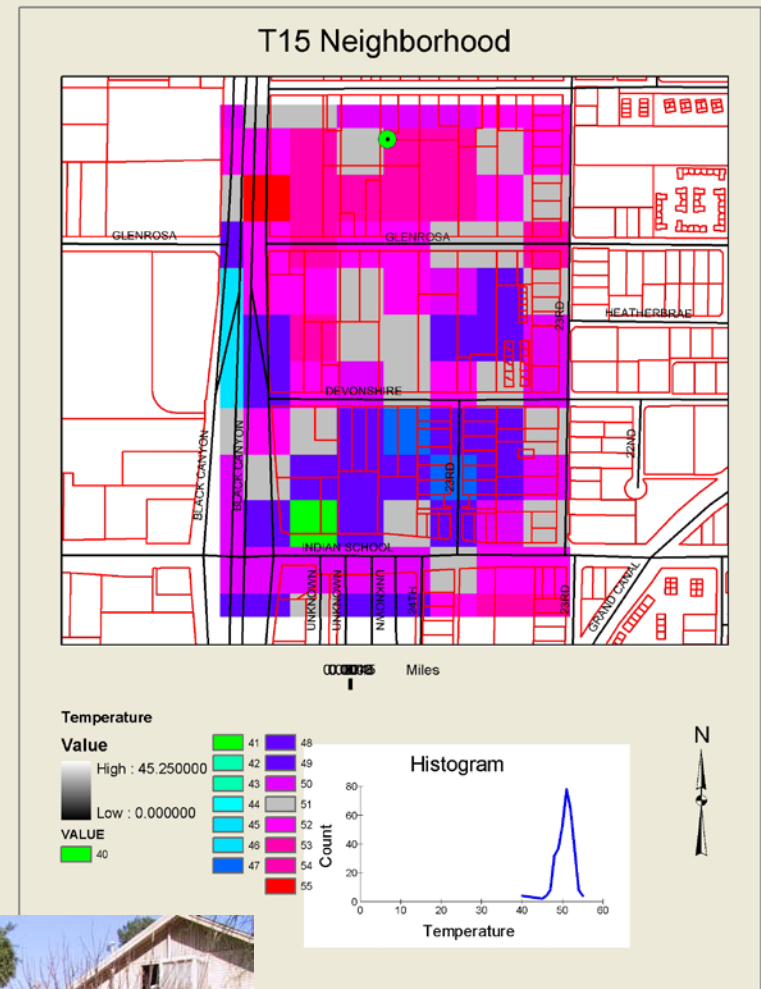 T15 Neighborhood
GLENROSA
GLENROSA
23RD
HEATHERBRAE
DEVONSHIRE
BLACK CANYON
BLACK CANYON
23RD
22ND
INDIAN SCHOOL
UNKNOWN
UNKNOWN
UNKNOWN
24TH
23RD
GRAND CANAL
Miles
Temperature
Value
High : 45.250000
Low : 0.000000
VALUE
40
41
42
43
44
45
46
47
48
49
50
51
52
53
54
55
Histogram
Count
80
60
40
20
0
0 10 20 30 40 50 60
Temperature
N